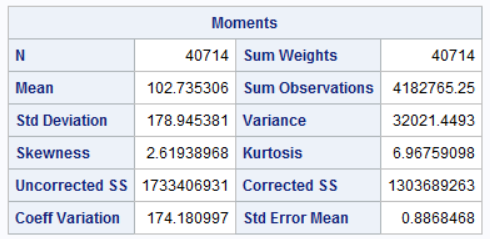 Moments
N 40714 Sum Weights 40714
Mean 102.735306 Sum Observations 4182765.25
Std Deviation 178.945381 Variance 32021.4493
Skewness 2.61938968 Kurtosis 6.96759098
Uncorrected SS 1733406931 Corrected SS 1303689263
Coeff Variation 174.180997 Std Error Mean 0.8868468